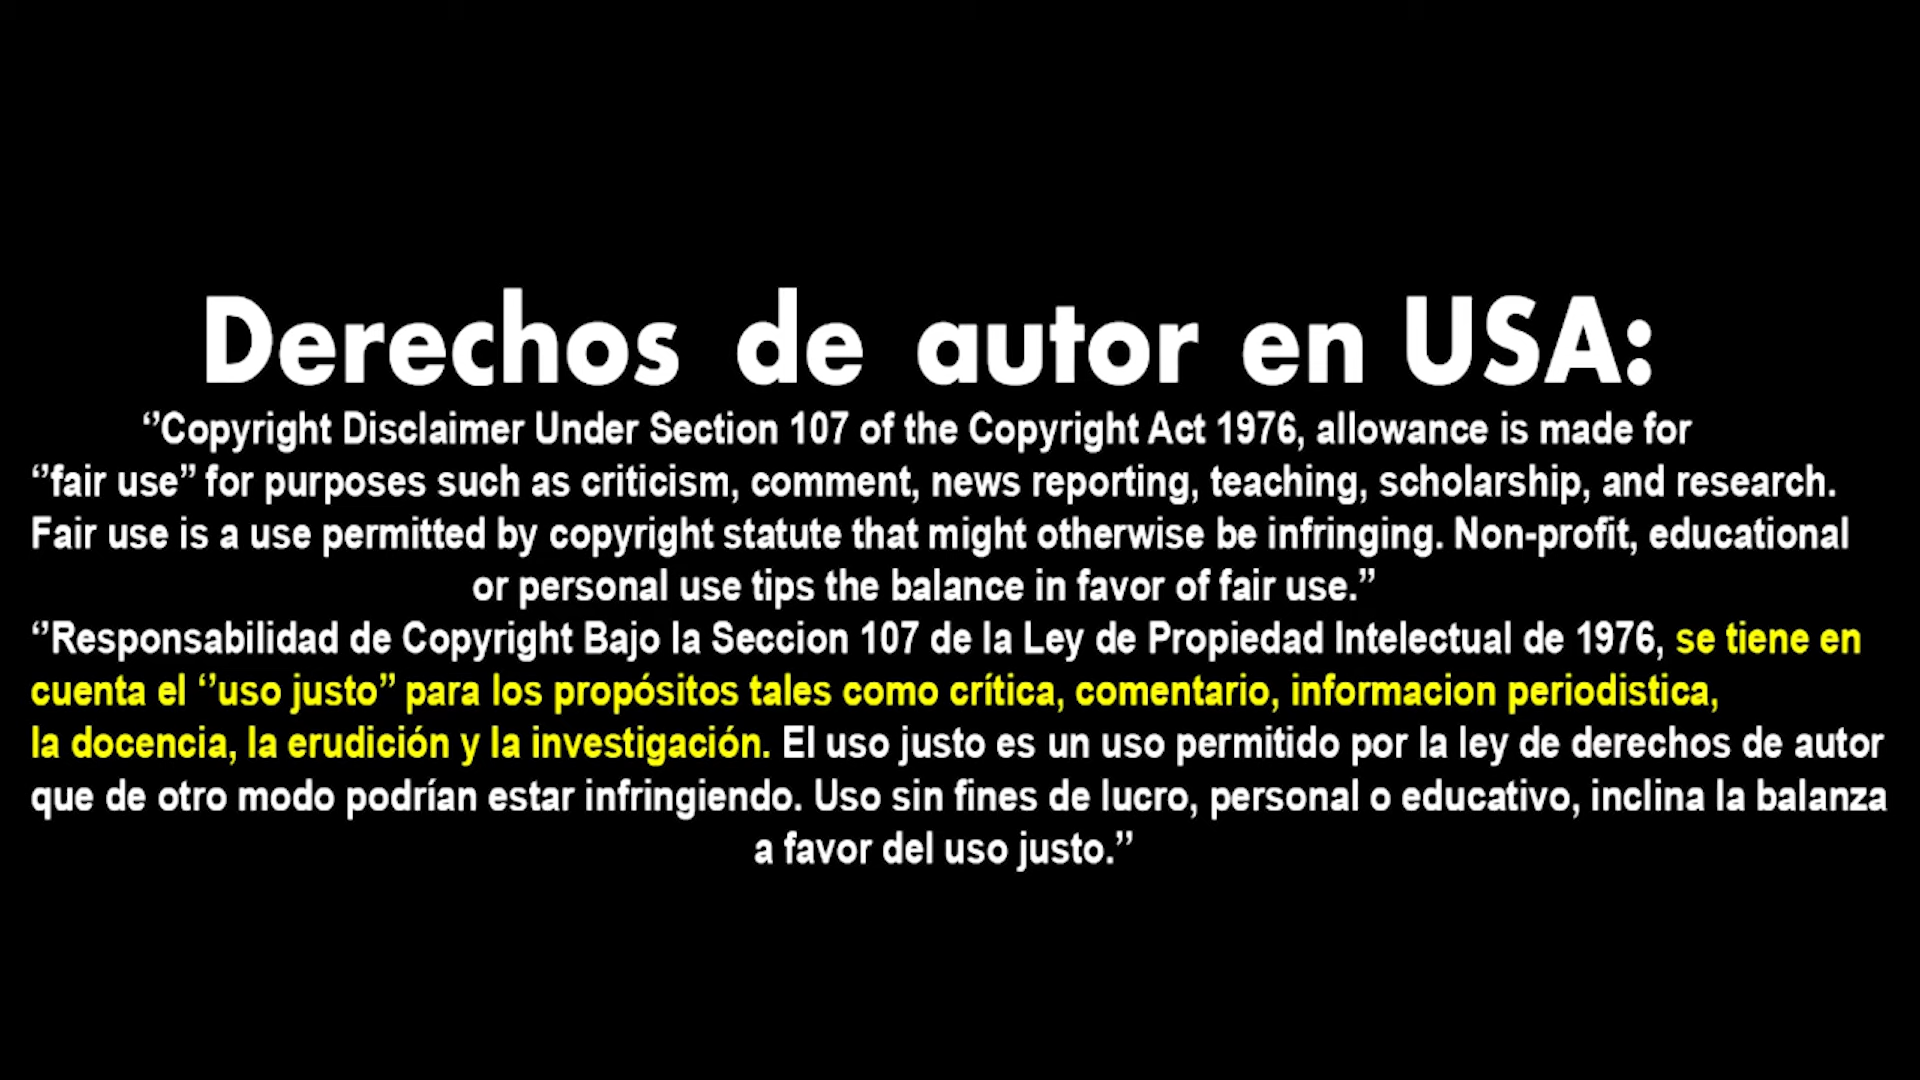 Derechos de autor en USA:
‘’Copyright Disclaimer Under Section 107 of the Copyright Act 1976, allowance is made for
‘’fair use’’ for purposes such as criticism, comment, news reporting, teaching, scholarship, and research.
Fair use is a use permitted by copyright statute that might otherwise be infringing. Non-profit, educational
or personal use tips the balance in favor of fair use.’’
‘’Responsabilidad de Copyright Bajo la Seccion 107 de la Ley de Propiedad Intelectual de 1976, se tiene en
cuenta el ‘’uso justo’’ para los propósitos tales como crítica, comentario, informacion periodistica,
la docencia, la erudición y la investigación. El uso justo es un uso permitido por la ley de derechos de autor
que de otro modo podrían estar infringiendo. Uso sin fines de lucro, personal o educativo, inclina la balanza
a favor del uso justo.’’